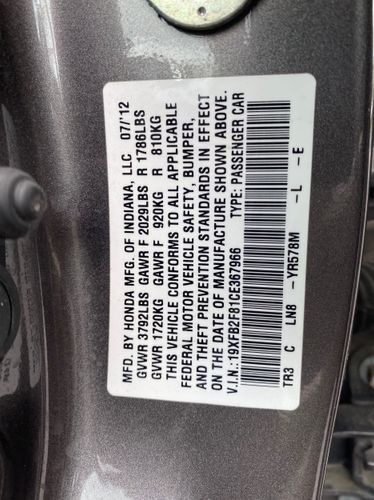 MFD. BY HONDA MFG. OF INDIANA, LLC 07/'12
GVWR 3792LBS GAWR F 2029LBS R 1786LBS
GVWR 1720KG GAWR F 920KG R 810KG
THIS VEHICLE CONFORMS TO ALL APPLICABLE
FEDERAL MOTOR VEHICLE SAFETY, BUMPER,
AND THEFT PREVENTION STANDARDS IN EFFECT
ON THE DATE OF MANUFACTURE SHOWN ABOVE.
V.I.N.: 19XFB2F81CE367966 TYPE: PASSENGER CAR
TR3 C LN8 -YR578M -L -E